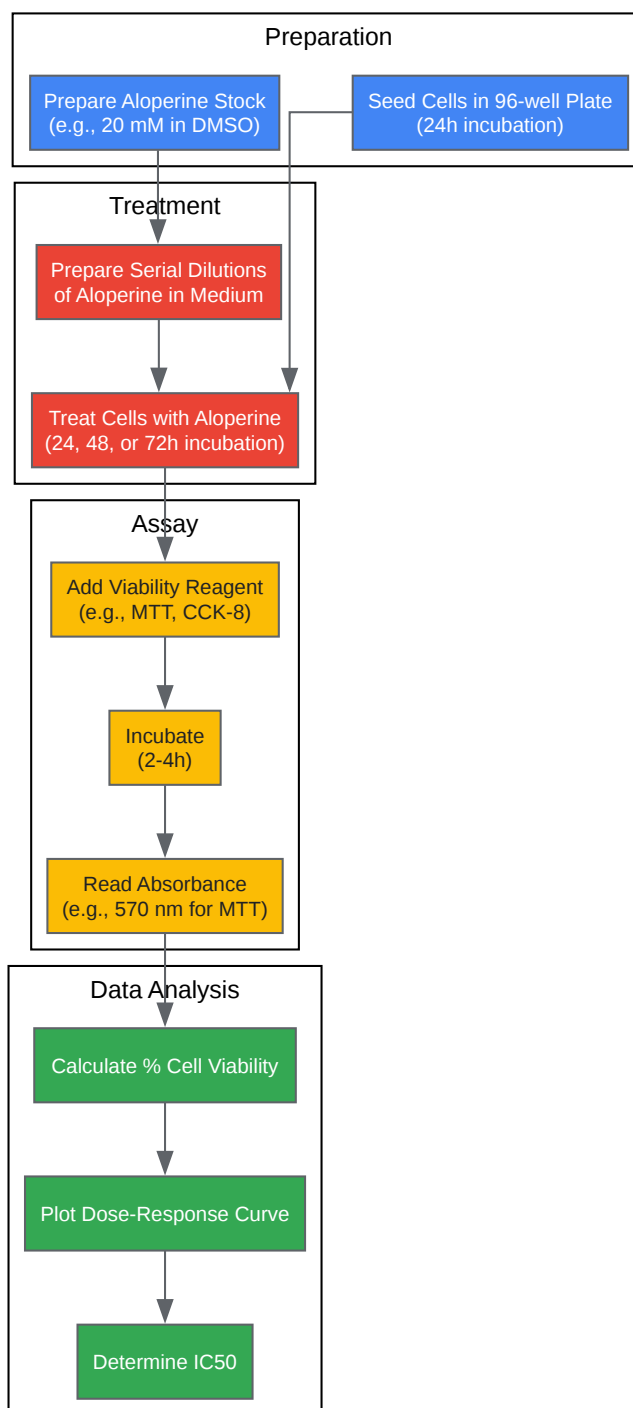 Preparation
Prepare Aloperine Stock
(e.g., 20 mM in DMSO)
Seed Cells in 96-well Plate
(24h incubation)
Treatment
Prepare Serial Dilutions
of Aloperine in Medium
Treat Cells with Aloperine
(24, 48, or 72h incubation)
Assay
Add Viability Reagent
(e.g., MTT, CCK-8)
Incubate
(2-4h)
Read Absorbance
(e.g., 570 nm for MTT)
Data Analysis
Calculate % Cell Viability
Plot Dose-Response Curve
Determine IC50